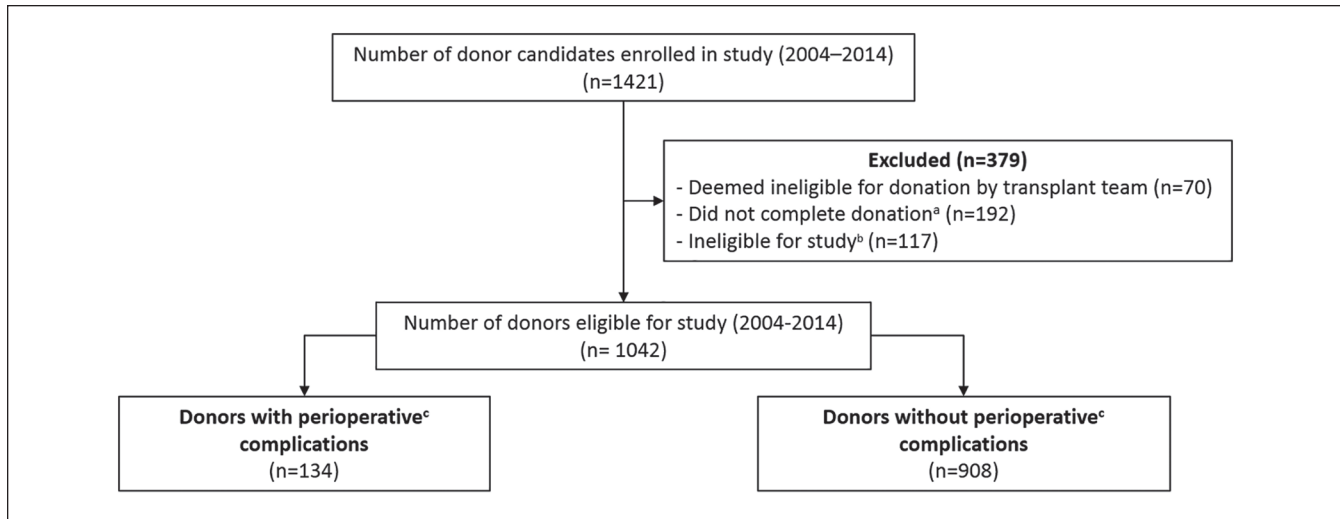 Number of donor candidates enrolled in study (2004–2014)
(n=1421)
Excluded (n=379)
- Deemed ineligible for donation by transplant team (n=70)
- Did not complete donationᵃ (n=192)
- Ineligible for studyᵇ (n=117)
Number of donors eligible for study (2004-2014)
(n= 1042)
Donors with perioperativeᶜ
complications
(n=134)
Donors without perioperativeᶜ
complications
(n=908)